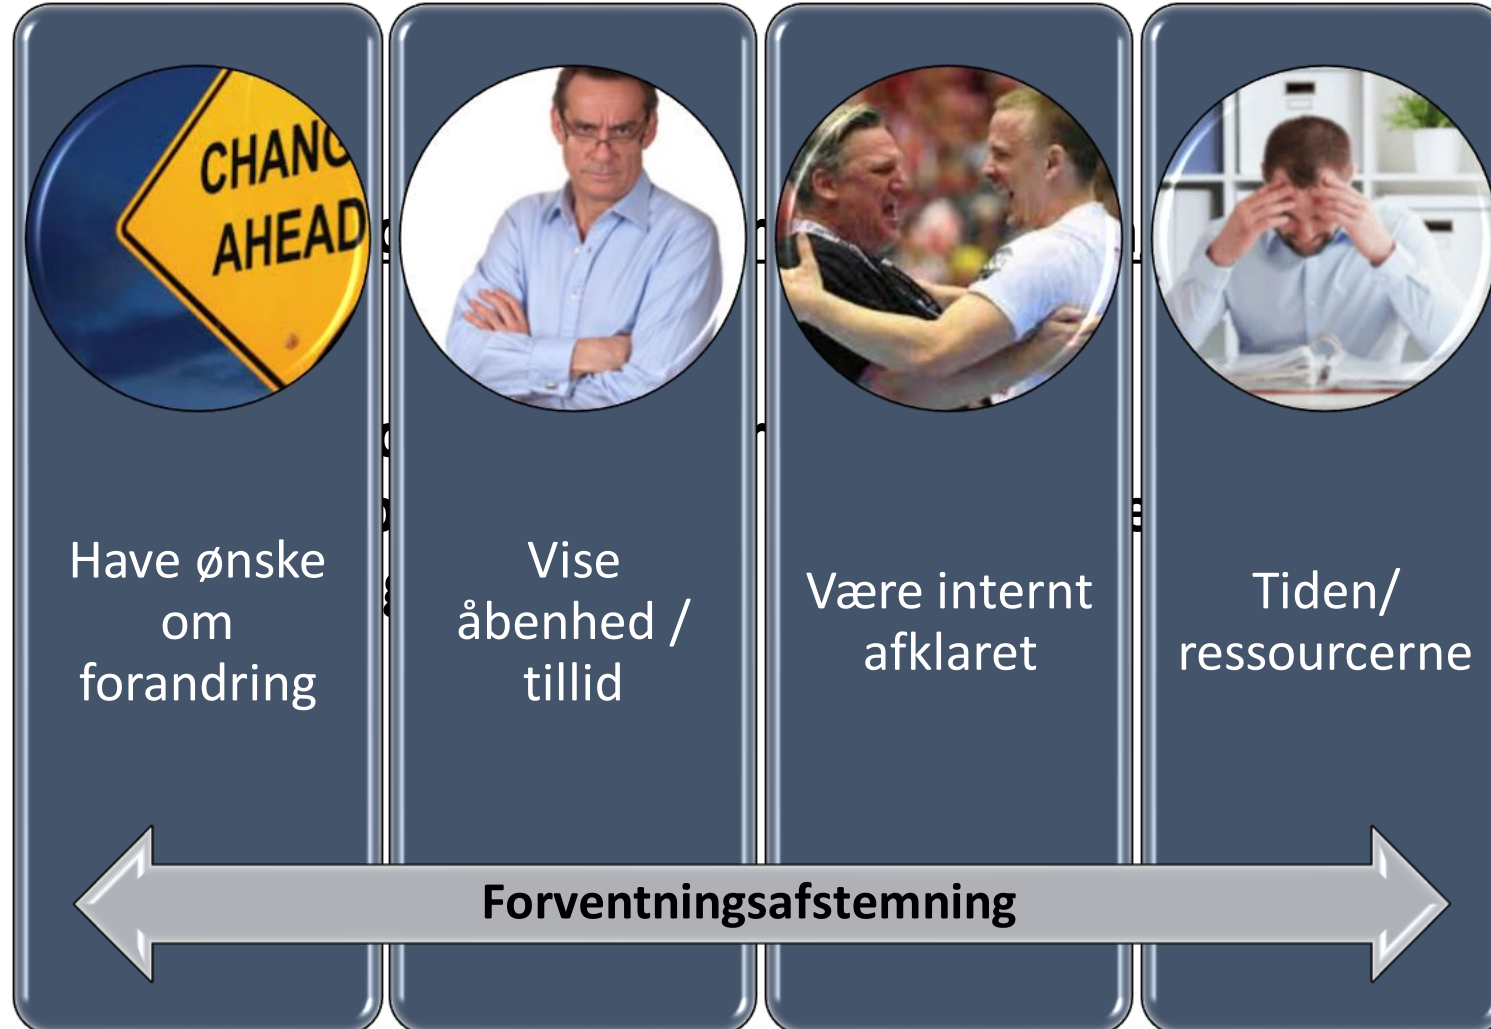 CHANG
AHEAD
Have ønske
om
forandring
Vise
åbenhed /
tillid
Være internt
afklaret
Tiden/
ressourcerne
Forventningsafstemning